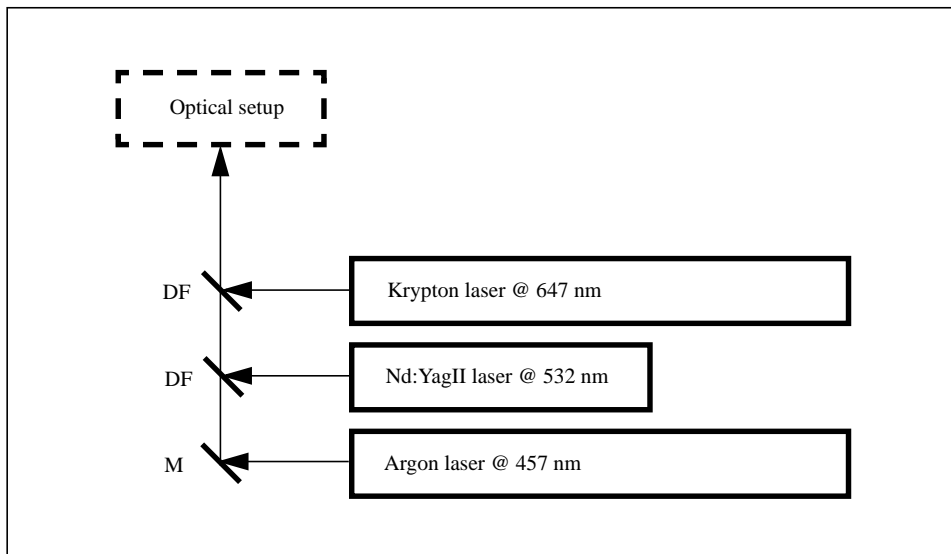 Optical setup
DF
Krypton laser @ 647 nm
DF
Nd:YagII laser @ 532 nm
M
Argon laser @ 457 nm